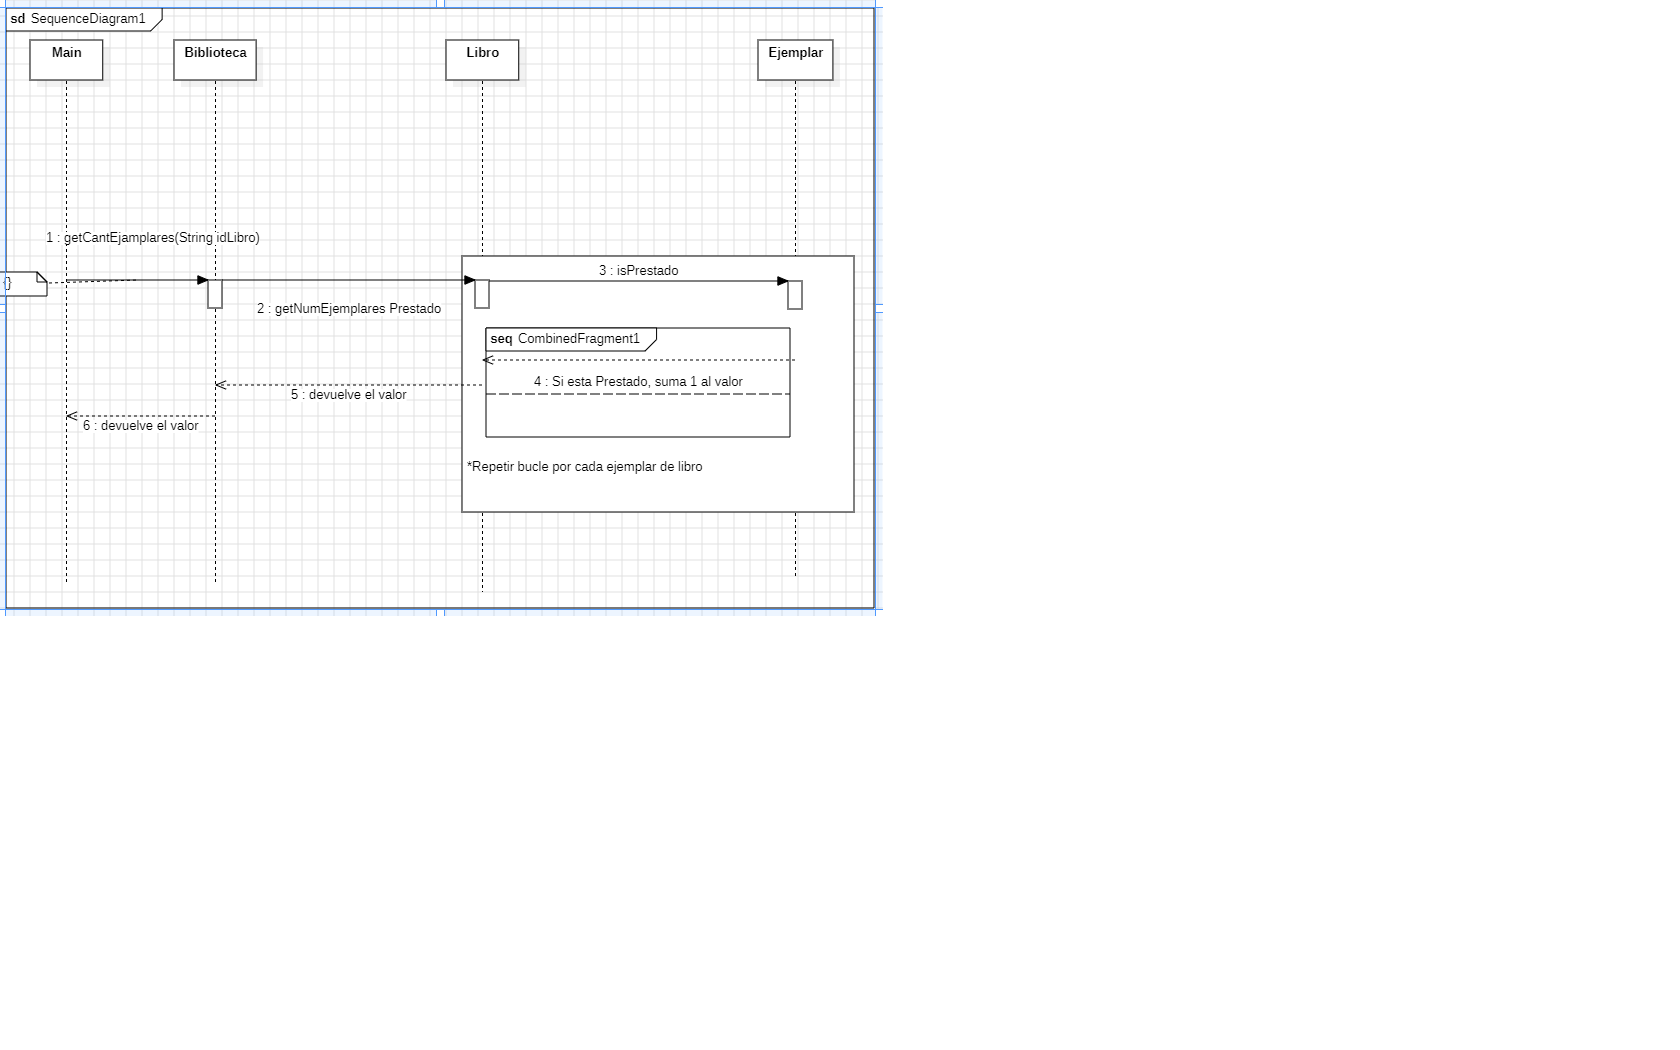 sd SequenceDiagram1
Main
Biblioteca
Libro
Ejemplar
1 : getCantEjamplares(String idLibro)
{}
3 : isPrestado
2 : getNumEjemplares Prestado
seq CombinedFragment1
4 : Si esta Prestado, suma 1 al valor
5 : devuelve el valor
6 : devuelve el valor
*Repetir bucle por cada ejemplar de libro